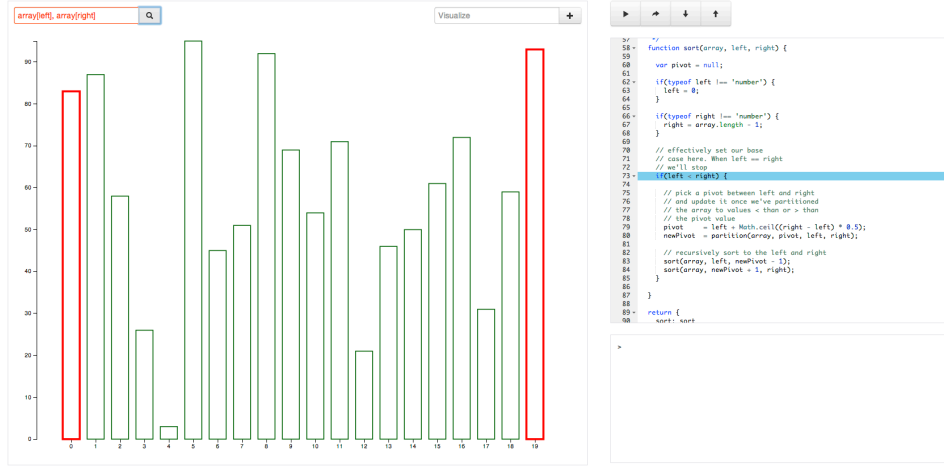 array[left], array[right]
Visualize
+
90
80
70
60
50
40
30
20
10
0
0 1 2 3 4 5 6 7 8 9 10 11 12 13 14 15 16 17 18 19
57 */
58 function sort(array, left, right) {
59
60 var pivot = null;
61
62 if(typeof left !== 'number') {
63 left = 0;
64 }
65
66 if(typeof right !== 'number') {
67 right = array.length - 1;
68 }
69
70 // effectively set our base
71 // case here. When left == right
72 // we'll stop
73 if(left < right) {
74
75 // pick a pivot between left and right
76 // and update it once we've partitioned
77 // the array to values < than or > than
78 // the pivot value
79 pivot = left + Math.ceil((right - left) * 0.5);
80 newPivot = partition(array, pivot, left, right);
81
82 // recursively sort to the left and right
83 sort(array, left, newPivot - 1);
84 sort(array, newPivot + 1, right);
85 }
86
87 }
88
89 return {
90 sort: sort
>